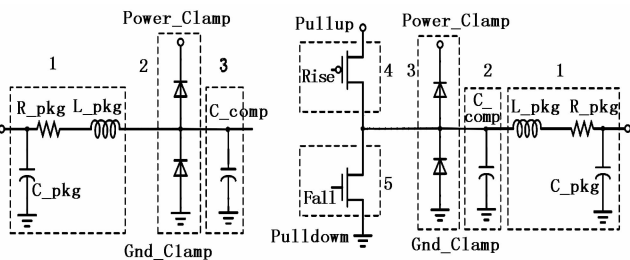 Power_Clamp
1
2
3
R_pkg
L_pkg
C_comp
C_pkg
Gnd_Clamp
Pullup
Power_Clamp
Rise
4
3
2
1
C_
comp
L_pkg
R_pkg
Fall
5
C_pkg
Pulldowm
Gnd_Clamp